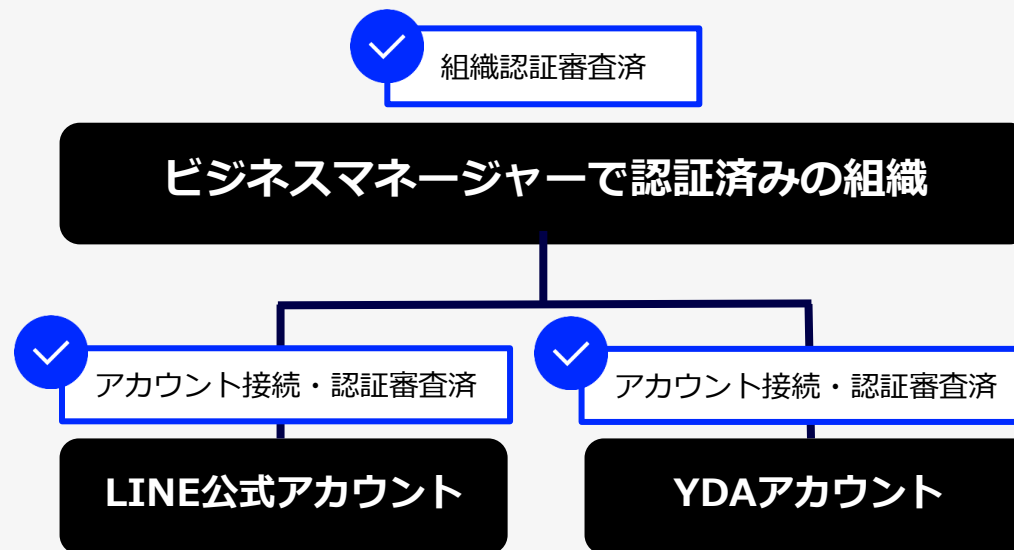 組織認証審査済
ビジネスマネージャーで認証済みの組織
アカウント接続・認証審査済
アカウント接続・認証審査済
LINE公式アカウント
YDAアカウント